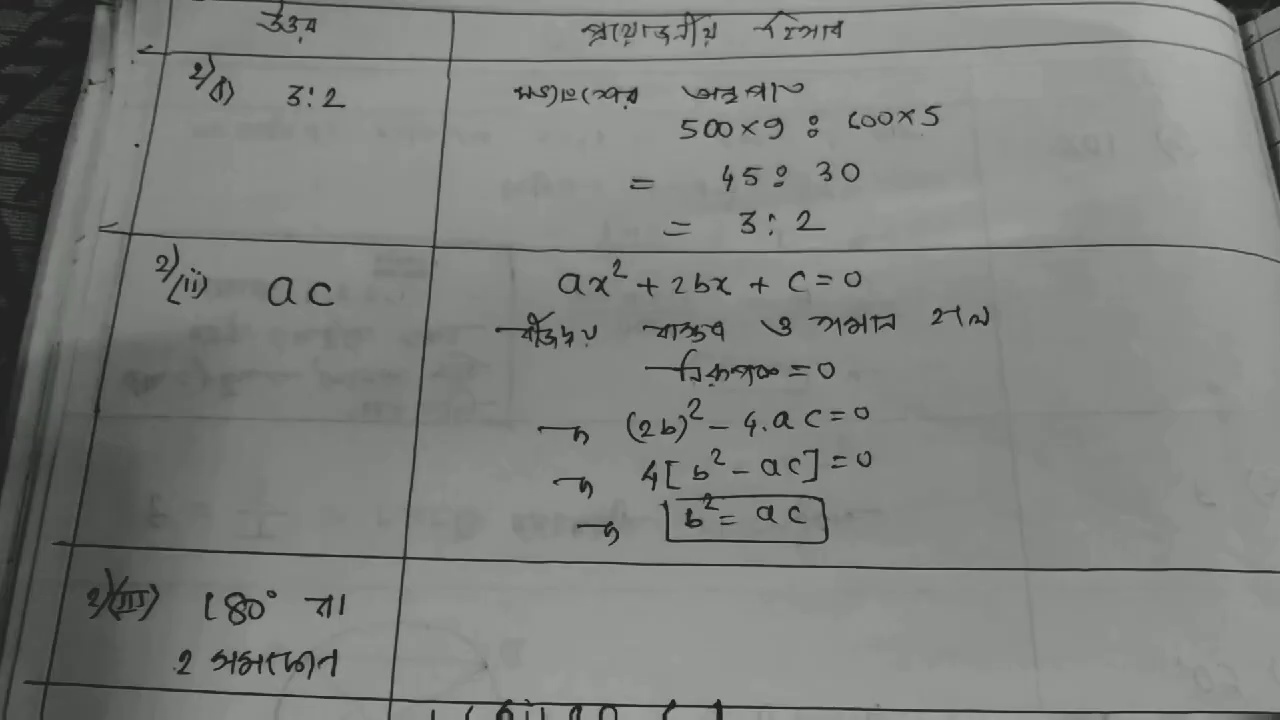 উত্তর
প্রয়োজনীয় হিসাব
2)(i) 3:2
লভ্যাংশের অনুপাত
500×9 : 600×5
= 45 : 30
= 3:2
2)(ii) ac
ax²+2bx + c=0
বীজদ্বয় বাস্তব ও সমান হলে
নিরূপক =0
→ (2b)² – 4.ac=0
→ 4[b² – ac]=0
→ b² = ac
2)(III) 180° বা
2 সমকোন